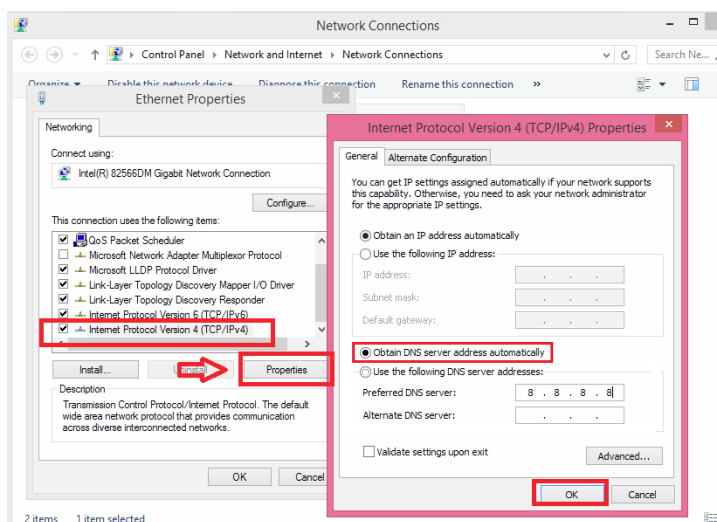 Network Connections
Control Panel Network and Internet Network Connections
Search Ne...
Organize Disable this network device Diagnose this connection Rename this connection »
Ethernet Properties
Networking
Connect using:
Intel(R) 82566DM Gigabit Network Connection
Configure...
This connection uses the following items:
QoS Packet Scheduler
Microsoft Network Adapter Multiplexor Protocol
Microsoft LLDP Protocol Driver
Link-Layer Topology Discovery Mapper I/O Driver
Link-Layer Topology Discovery Responder
Internet Protocol Version 6 (TCP/IPv6)
Internet Protocol Version 4 (TCP/IPv4)
Install...
Uninstall
Properties
Description
Transmission Control Protocol/Internet Protocol. The default
wide area network protocol that provides communication
across diverse interconnected networks.
OK
Cancel
Internet Protocol Version 4 (TCP/IPv4) Properties
General
Alternate Configuration
You can get IP settings assigned automatically if your network supports
this capability. Otherwise, you need to ask your network administrator
for the appropriate IP settings.
Obtain an IP address automatically
Use the following IP address:
IP address:
Subnet mask:
Default gateway:
Obtain DNS server address automatically
Use the following DNS server addresses:
Preferred DNS server: 8 . 8 . 8 . 8
Alternate DNS server: . . .
Validate settings upon exit
Advanced...
OK
Cancel
2 items 1 item selected